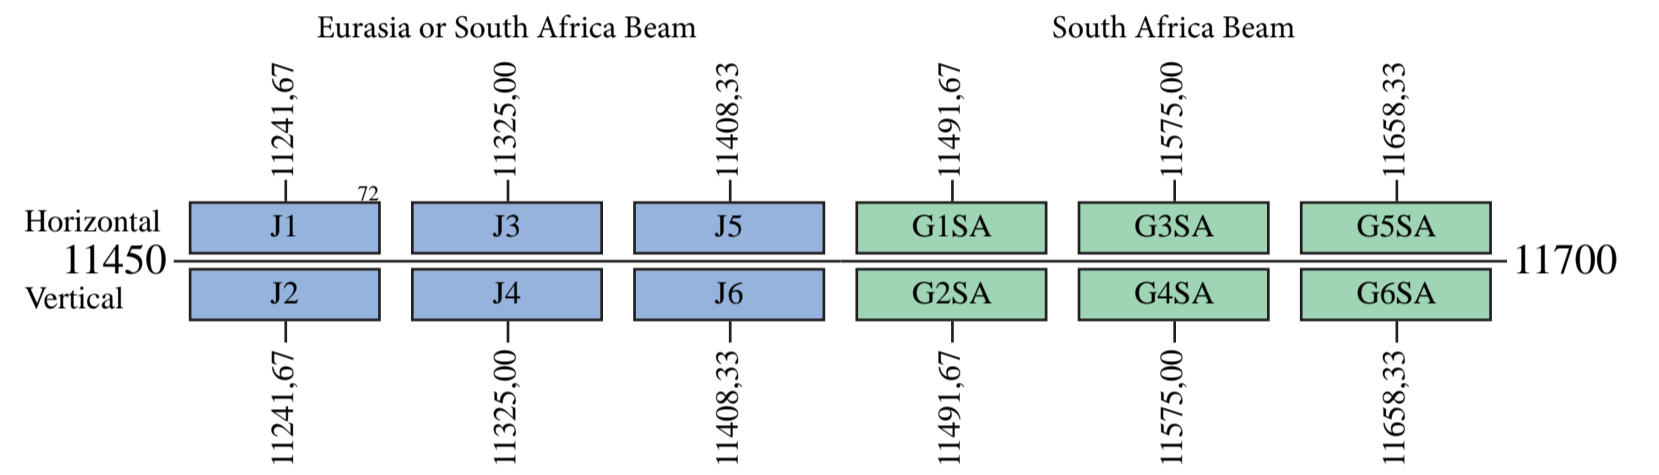 Eurasia or South Africa Beam South Africa Beam
11241,67 11325,00 11408,33 11491,67 11575,00 11658,33
72
Horizontal J1 J3 J5 G1SA G3SA G5SA
11450 11700
Vertical J2 J4 J6 G2SA G4SA G6SA
11241,67 11325,00 11408,33 11491,67 11575,00 11658,33